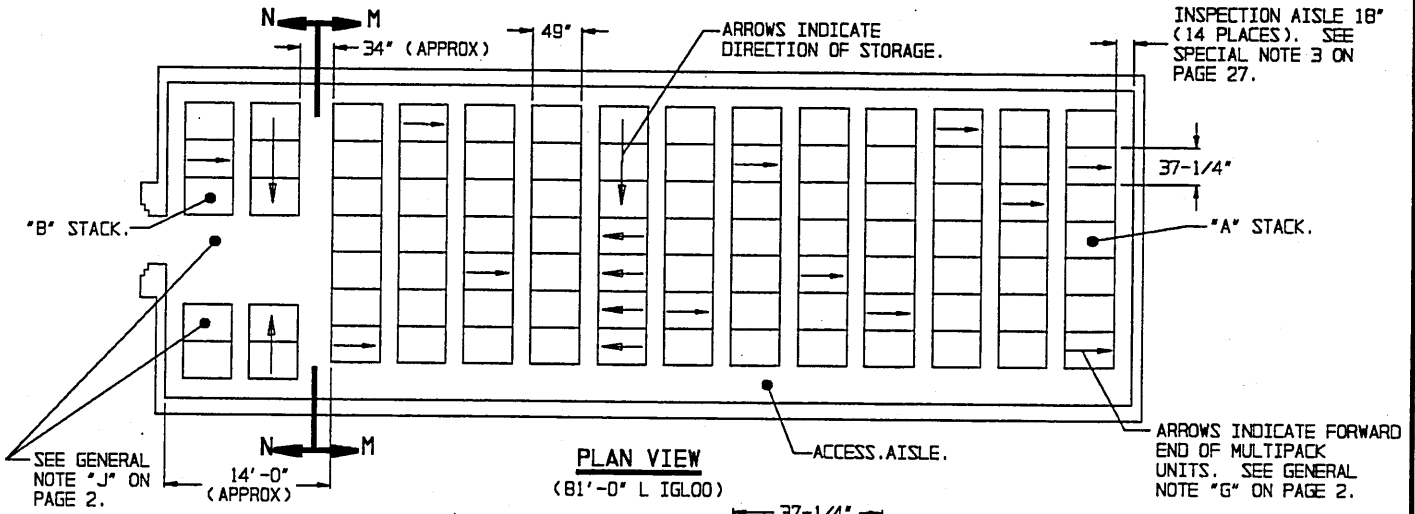 N M
34" (APPROX)
49"
ARROWS INDICATE
DIRECTION OF STORAGE.
INSPECTION AISLE 18"
(14 PLACES). SEE
SPECIAL NOTE 3 ON
PAGE 27.
37-1/4"
"B" STACK.
"A" STACK.
N M
SEE GENERAL
NOTE "J" ON
PAGE 2.
14'-0"
(APPROX)
PLAN VIEW
(81'-0" L IGLOO)
ACCESS.AISLE.
ARROWS INDICATE FORWARD
END OF MULTIPACK
UNITS. SEE GENERAL
NOTE "G" ON PAGE 2.
37-1/4"